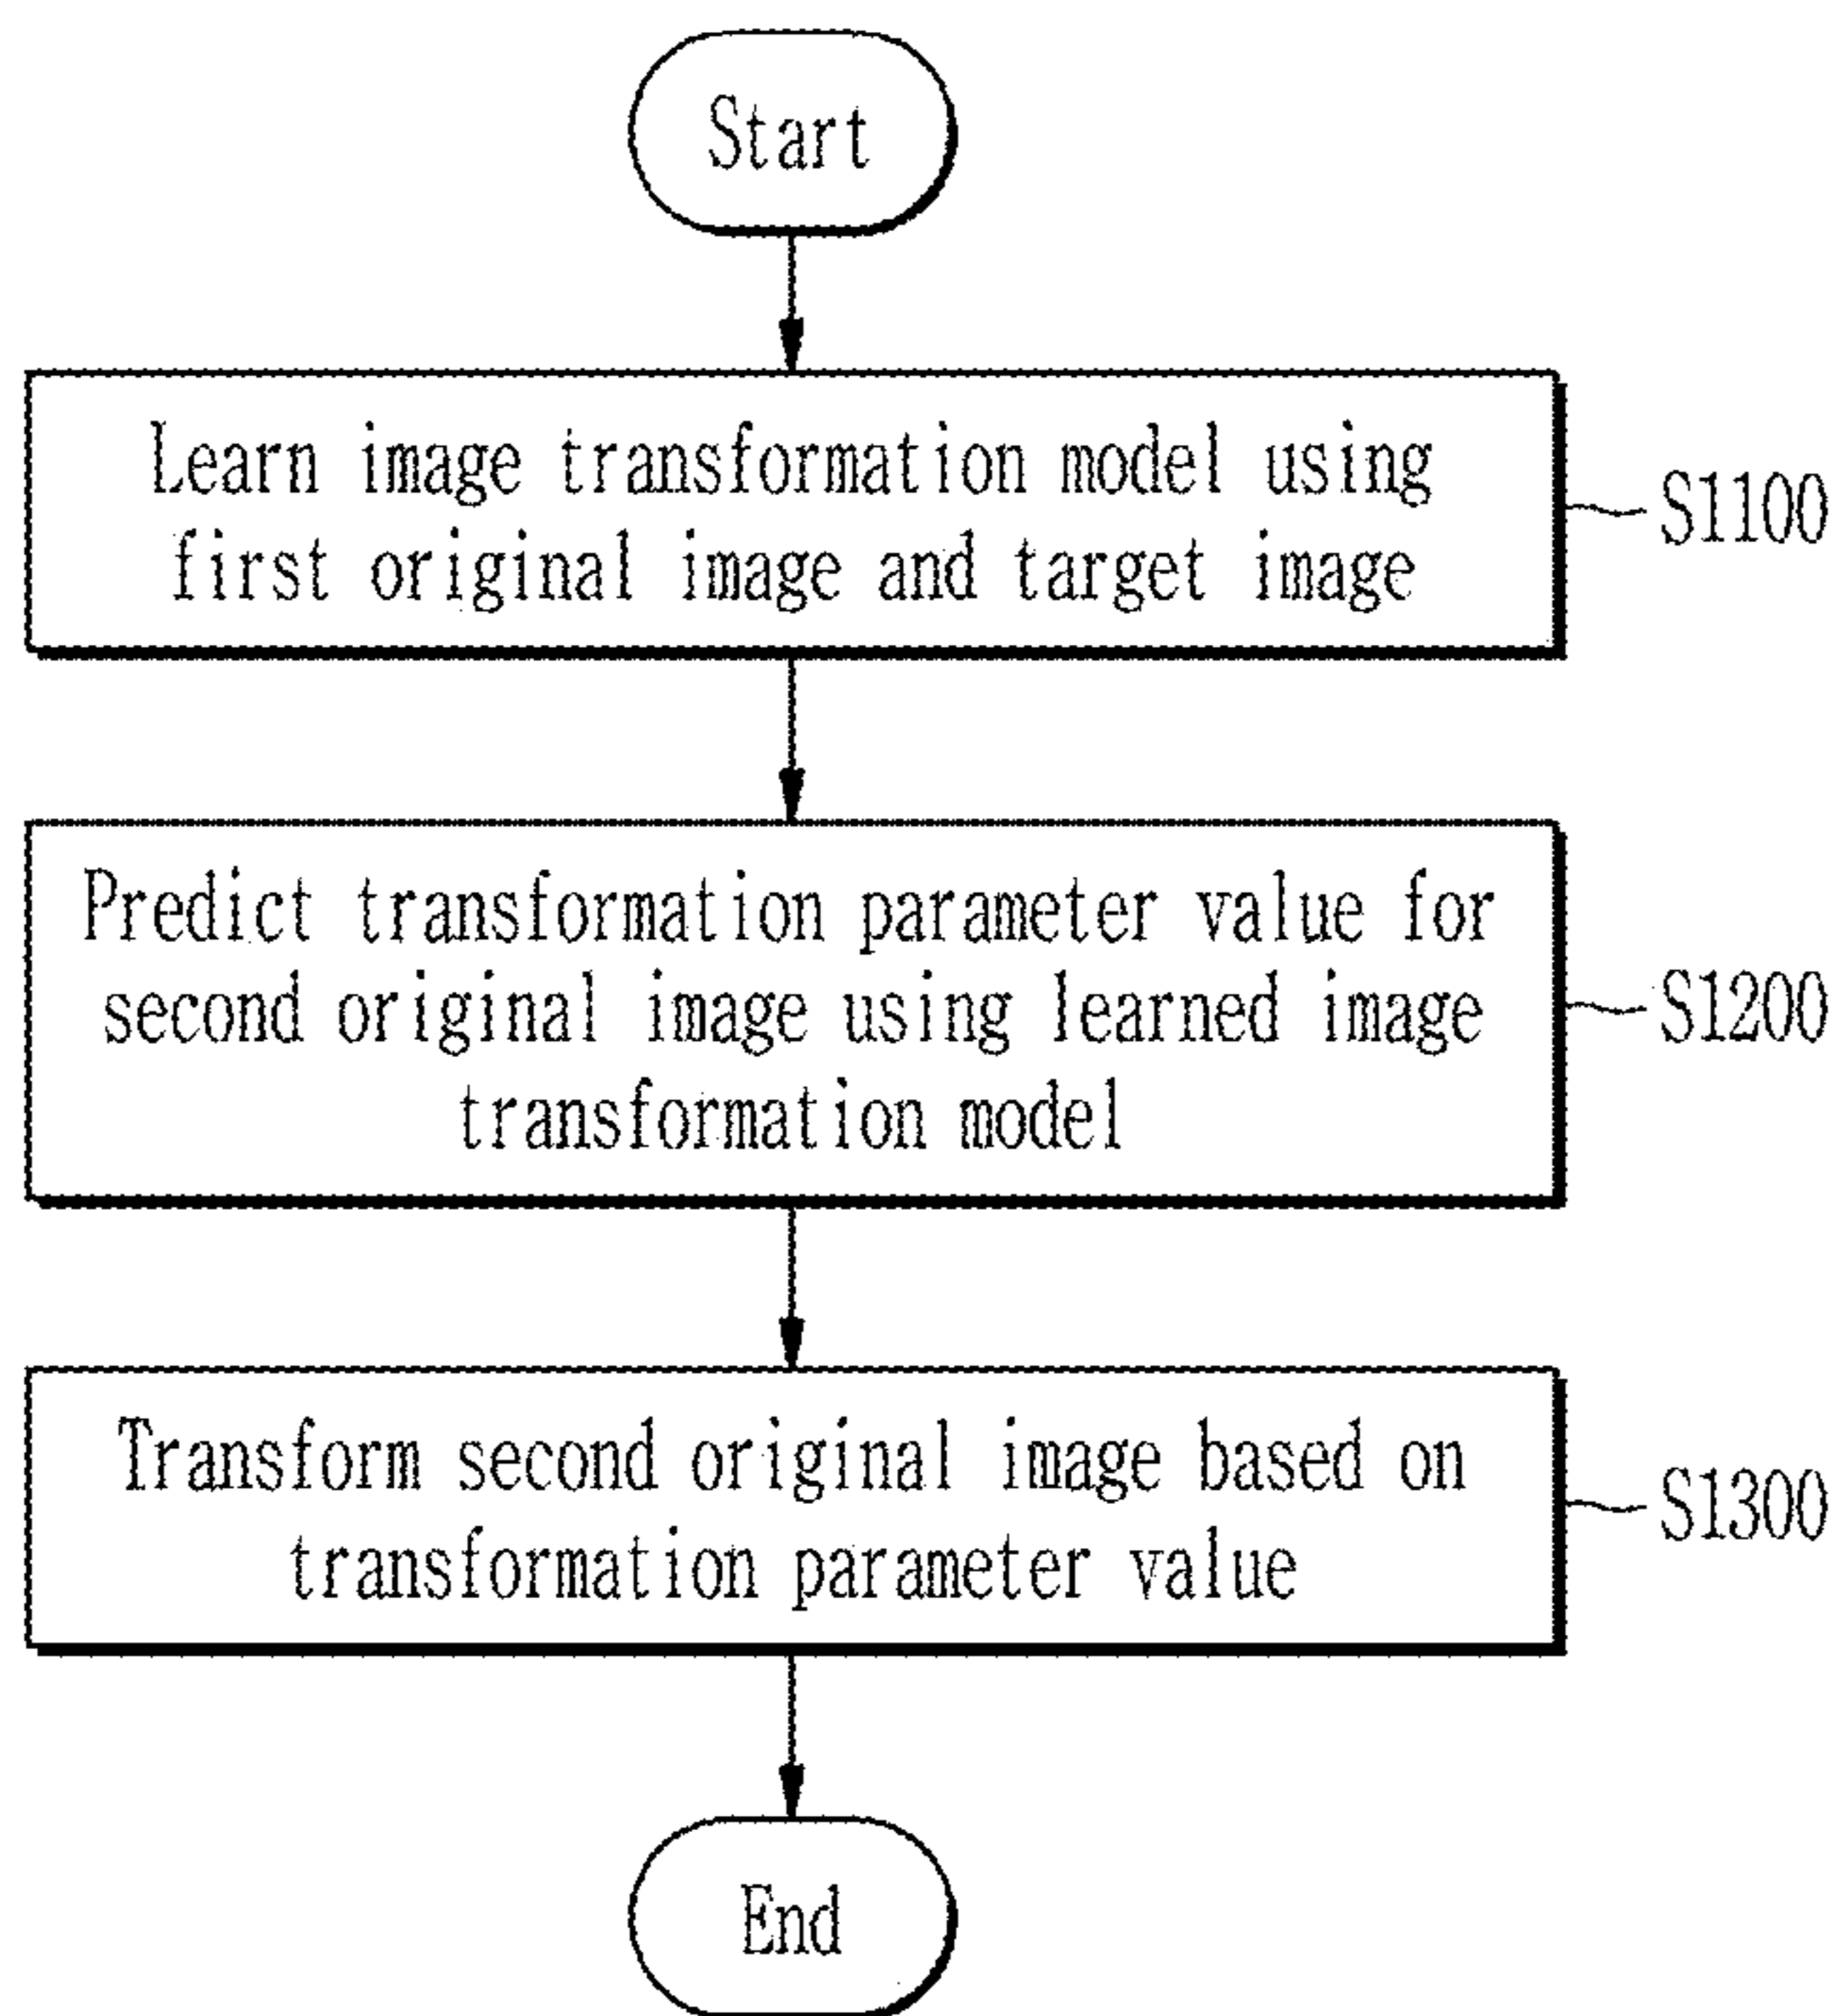 Start
Learn image transformation model using
first original image and target image
S1100
Predict transformation parameter value for
second original image using learned image
transformation model
S1200
Transform second original image based on
transformation parameter value
S1300
End